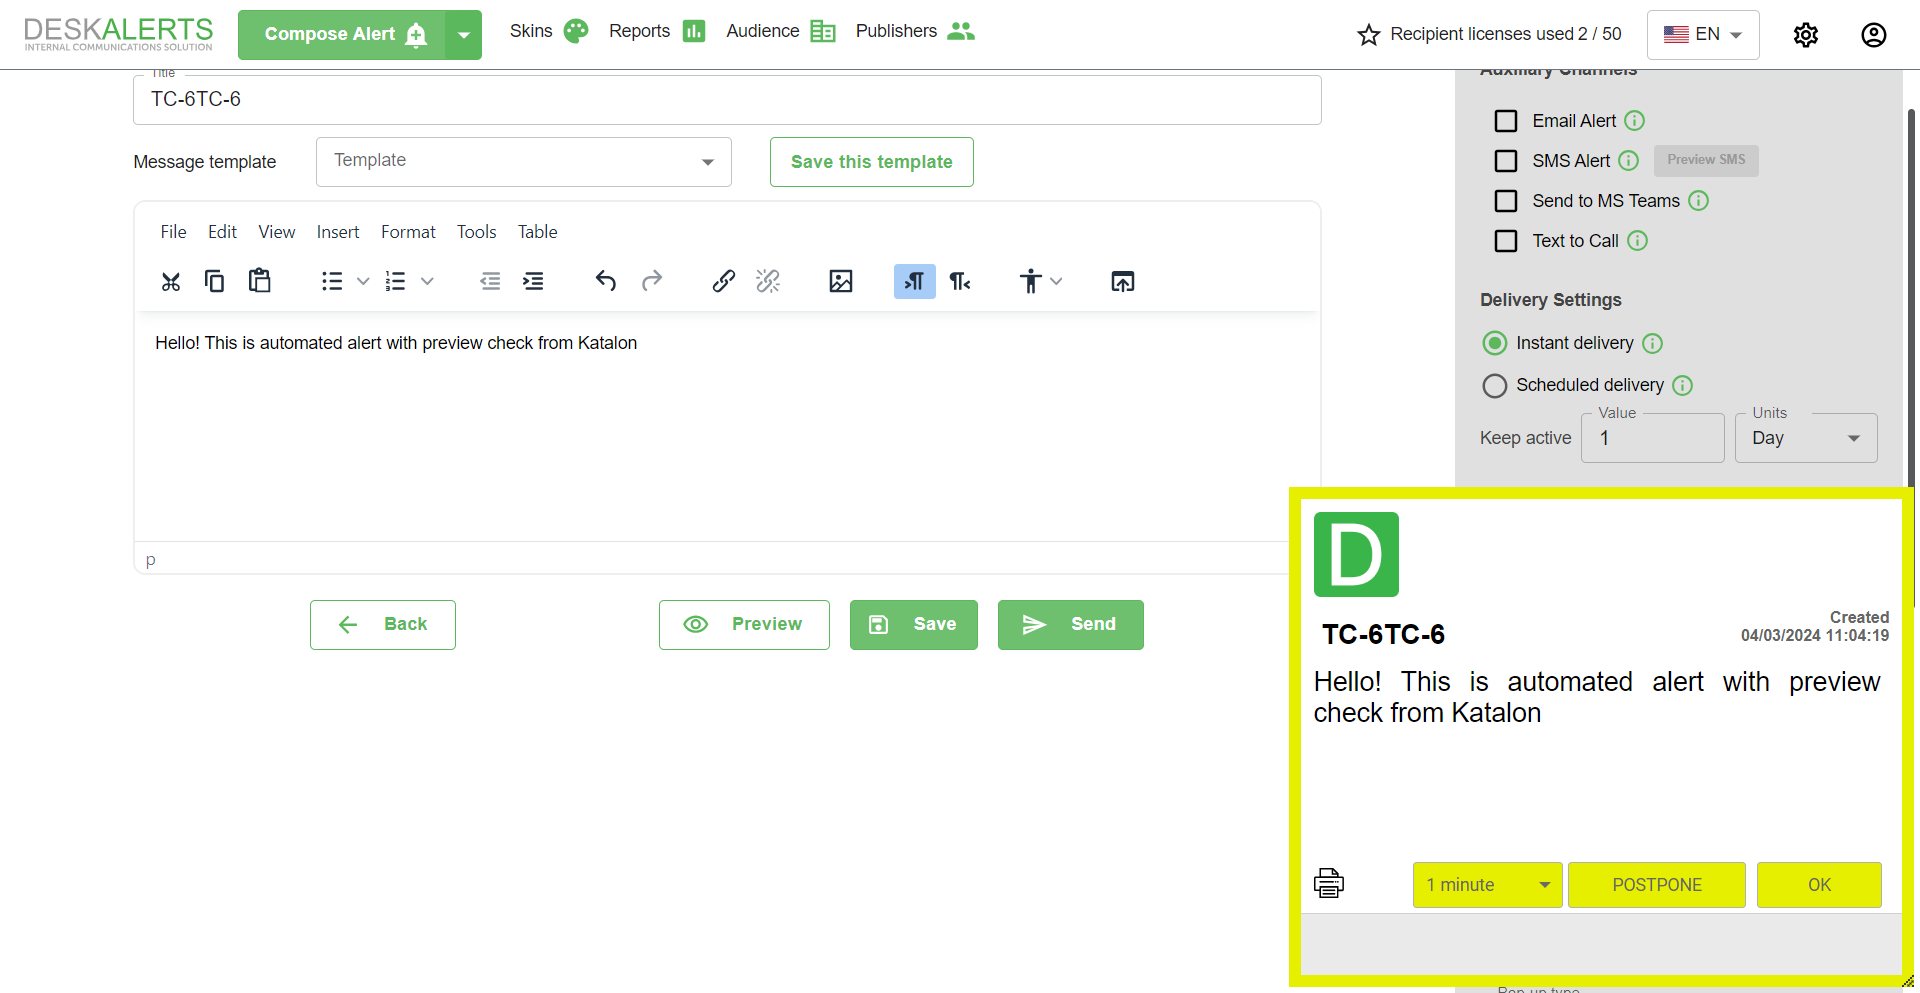 DESKALERTS
INTERNAL COMMUNICATIONS SOLUTION
Compose Alert
Skins
Reports
Audience
Publishers
Recipient licenses used 2 / 50
EN
Title
TC-6TC-6
Message template
Template
Save this template
File Edit View Insert Format Tools Table
Hello! This is automated alert with preview check from Katalon
p
Back
Preview
Save
Send
Auxiliary Channels
Email Alert
SMS Alert
Preview SMS
Send to MS Teams
Text to Call
Delivery Settings
Instant delivery
Scheduled delivery
Keep active
Value
1
Units
Day
D
Created
TC-6TC-6
04/03/2024 11:04:19
Hello! This is automated alert with preview
check from Katalon
1 minute
POSTPONE
OK
Pop-up type